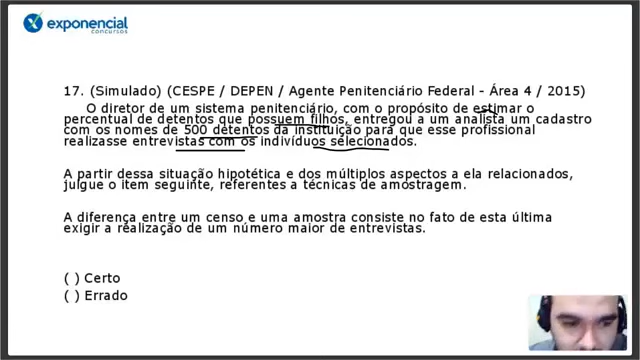 exponencial
concursos
17. (Simulado) (CESPE / DEPEN / Agente Penitenciário Federal - Área 4 / 2015)
O diretor de um sistema penitenciário, com o propósito de estimar o
percentual de detentos que possuem filhos, entregou a um analista um cadastro
com os nomes de 500 detentos da instituição para que esse profissional
realizasse entrevistas com os indivíduos selecionados.
A partir dessa situação hipotética e dos múltiplos aspectos a ela relacionados,
julgue o item seguinte, referentes a técnicas de amostragem.
A diferença entre um censo e uma amostra consiste no fato de esta última
exigir a realização de um número maior de entrevistas.
( ) Certo
( ) Errado